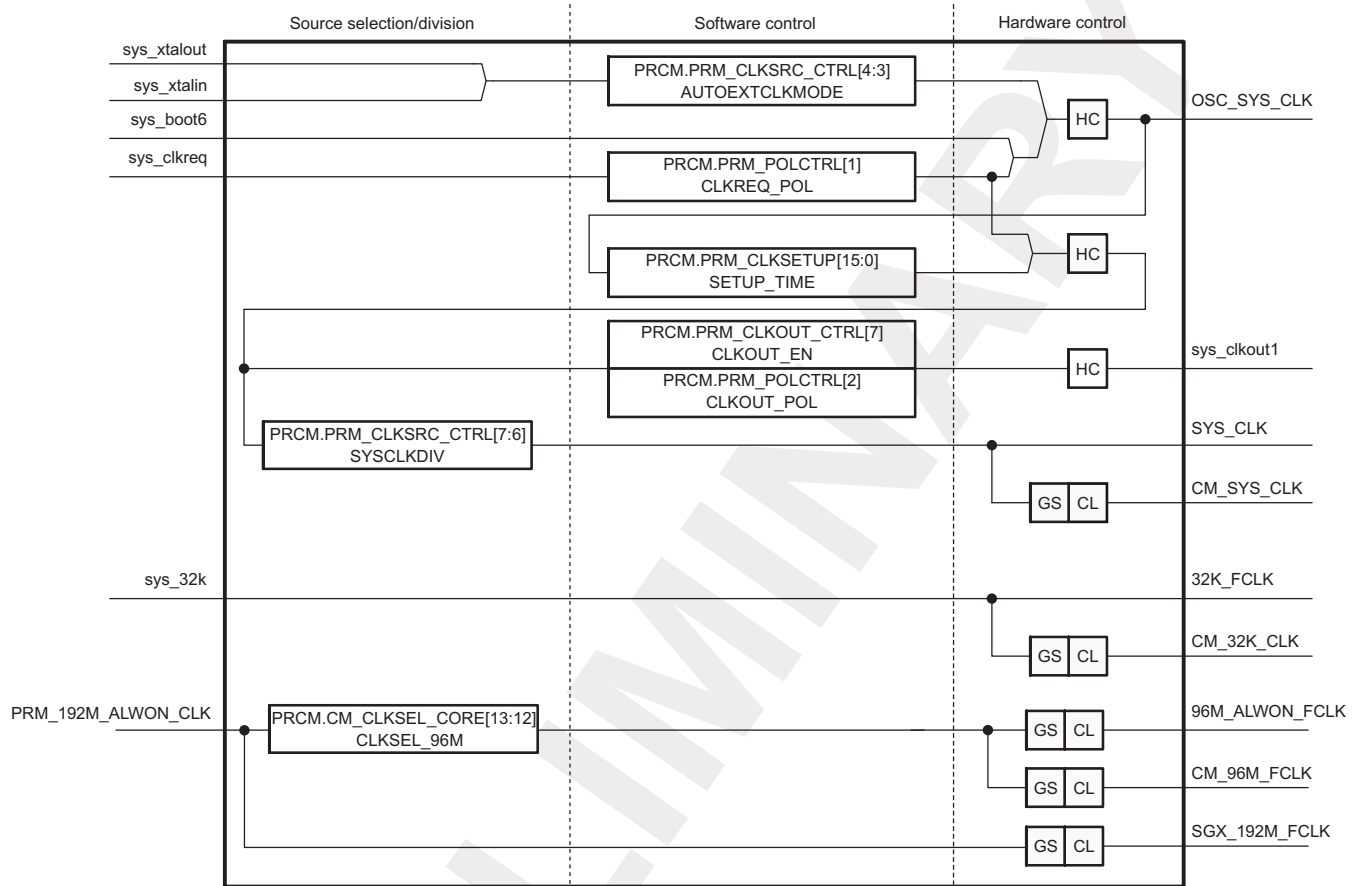 Source selection/division
Software control
Hardware control
sys_xtalout
sys_xtalin
sys_boot6
sys_clkreq
PRCM.PRM_CLKSRC_CTRL[4:3]
AUTOEXTCLKMODE
HC
OSC_SYS_CLK
PRCM.PRM_POLCTRL[1]
CLKREQ_POL
PRCM.PRM_CLKSETUP[15:0]
SETUP_TIME
HC
PRCM.PRM_CLKOUT_CTRL[7]
CLKOUT_EN
PRCM.PRM_POLCTRL[2]
CLKOUT_POL
HC
sys_clkout1
PRCM.PRM_CLKSRC_CTRL[7:6]
SYSCLKDIV
SYS_CLK
GS CL
CM_SYS_CLK
sys_32k
32K_FCLK
GS CL
CM_32K_CLK
PRM_192M_ALWON_CLK
PRCM.CM_CLKSEL_CORE[13:12]
CLKSEL_96M
GS CL
96M_ALWON_FCLK
GS CL
CM_96M_FCLK
GS CL
SGX_192M_FCLK
LIMINARY